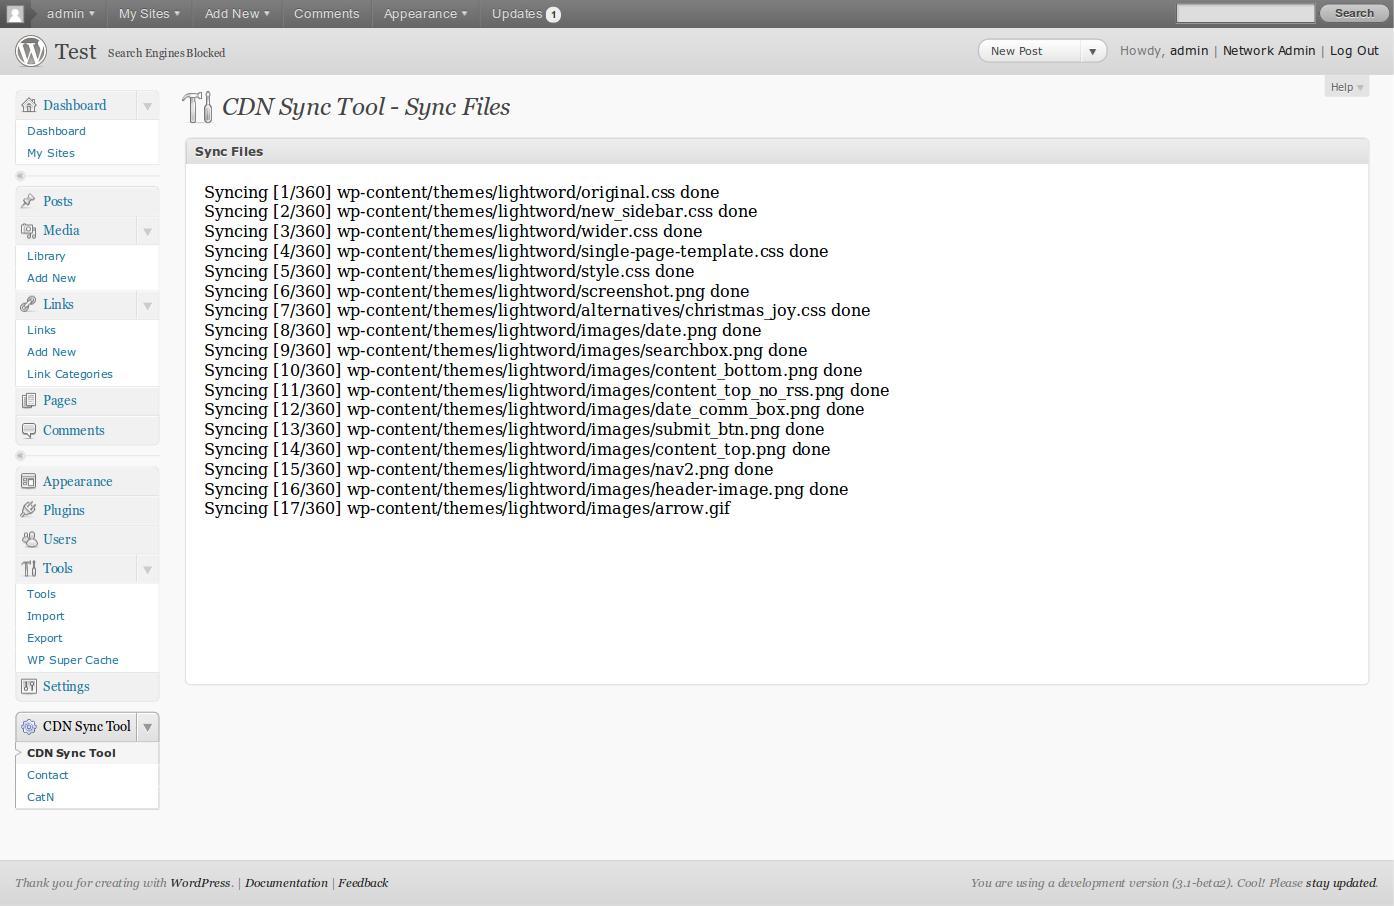 admin My Sites Add New Comments Appearance Updates 1 Search
Test Search Engines Blocked New Post Howdy, admin | Network Admin | Log Out
Help
CDN Sync Tool - Sync Files
Dashboard
Dashboard
My Sites
Posts
Media
Library
Add New
Links
Links
Add New
Link Categories
Pages
Comments
Appearance
Plugins
Users
Tools
Tools
Import
Export
WP Super Cache
Settings
CDN Sync Tool
CDN Sync Tool
Contact
CatN
Sync Files
Syncing [1/360] wp-content/themes/lightword/original.css done
Syncing [2/360] wp-content/themes/lightword/new_sidebar.css done
Syncing [3/360] wp-content/themes/lightword/wider.css done
Syncing [4/360] wp-content/themes/lightword/single-page-template.css done
Syncing [5/360] wp-content/themes/lightword/style.css done
Syncing [6/360] wp-content/themes/lightword/screenshot.png done
Syncing [7/360] wp-content/themes/lightword/alternatives/christmas_joy.css done
Syncing [8/360] wp-content/themes/lightword/images/date.png done
Syncing [9/360] wp-content/themes/lightword/images/searchbox.png done
Syncing [10/360] wp-content/themes/lightword/images/content_bottom.png done
Syncing [11/360] wp-content/themes/lightword/images/content_top_no_rss.png done
Syncing [12/360] wp-content/themes/lightword/images/date_comm_box.png done
Syncing [13/360] wp-content/themes/lightword/images/submit_btn.png done
Syncing [14/360] wp-content/themes/lightword/images/content_top.png done
Syncing [15/360] wp-content/themes/lightword/images/nav2.png done
Syncing [16/360] wp-content/themes/lightword/images/header-image.png done
Syncing [17/360] wp-content/themes/lightword/images/arrow.gif
Thank you for creating with WordPress. | Documentation | Feedback
You are using a development version (3.1-beta2). Cool! Please stay updated.